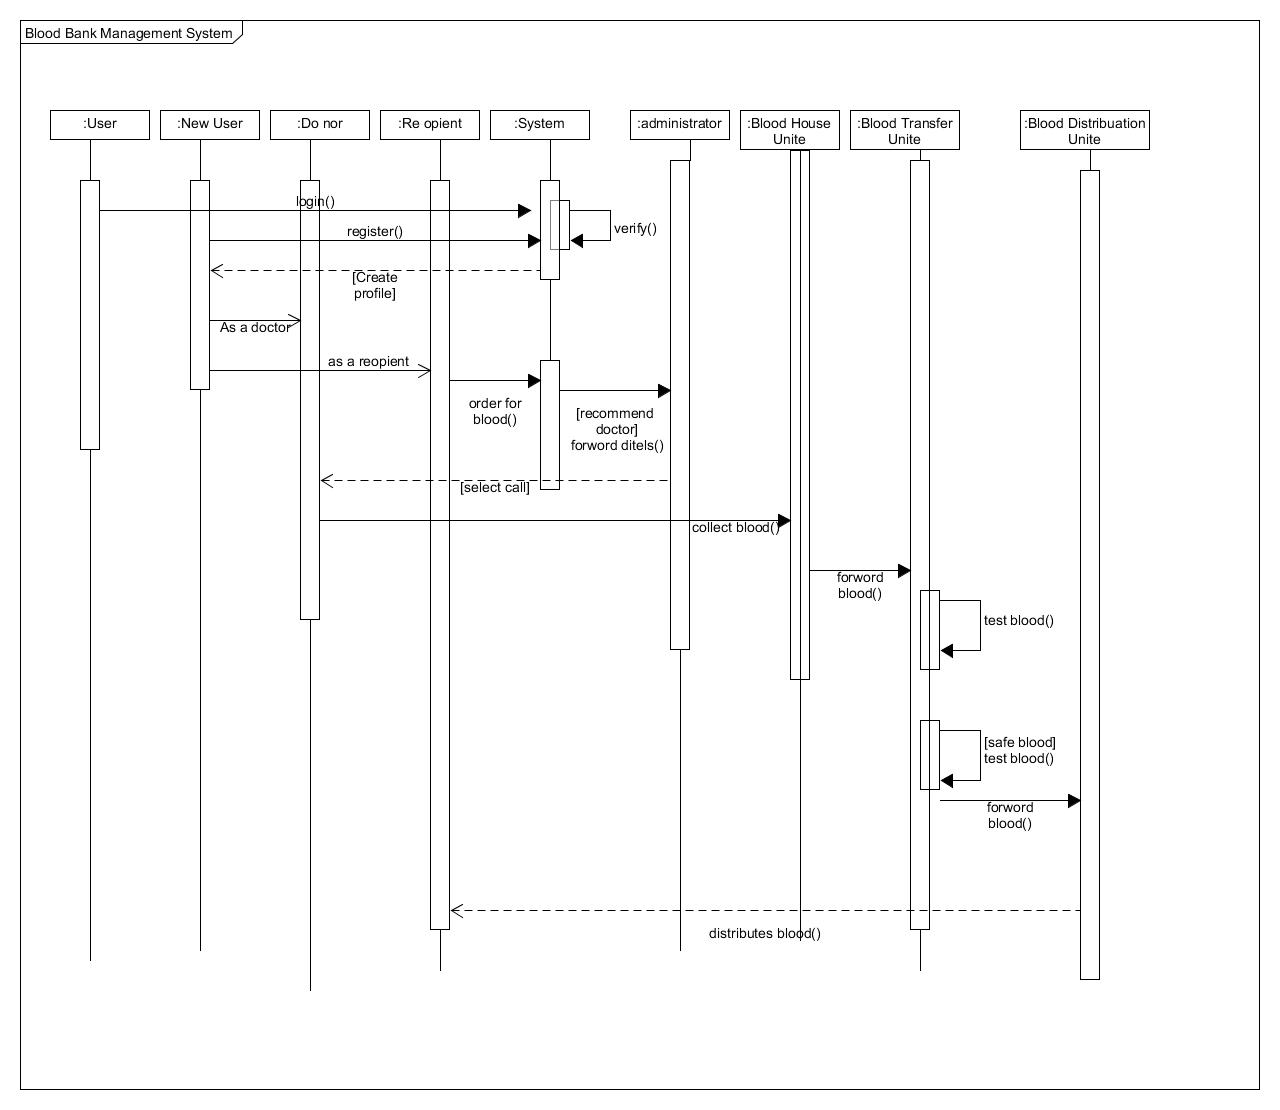 Blood Bank Management System
:User
:New User
:Do nor
:Re opient
:System
:administrator
:Blood House
Unite
:Blood Transfer
Unite
:Blood Distribuation
Unite
login()
verify()
register()
[Create
profile]
As a doctor
as a reopient
order for
blood()
[recommend
doctor]
forword ditels()
[select call]
collect blood()
forword
blood()
test blood()
[safe blood]
test blood()
forword
blood()
distributes blood()